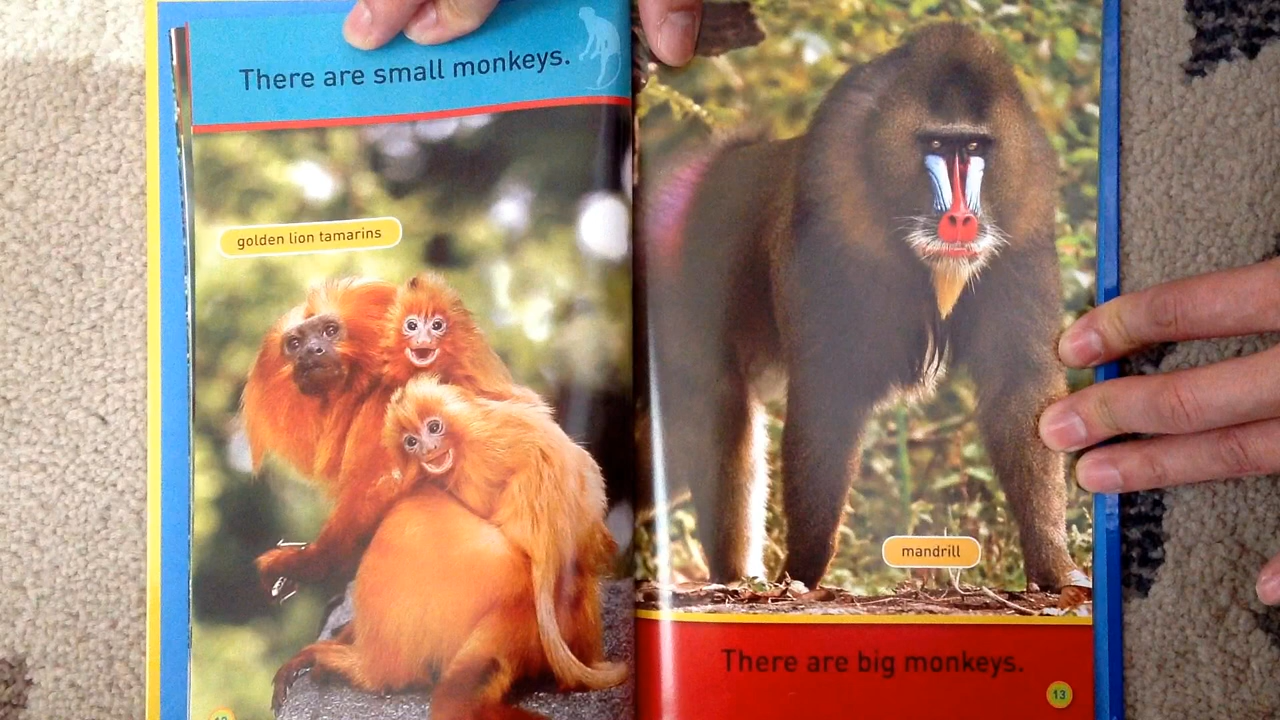 There are small monkeys.
golden lion tamarins
mandrill
There are big monkeys.
13